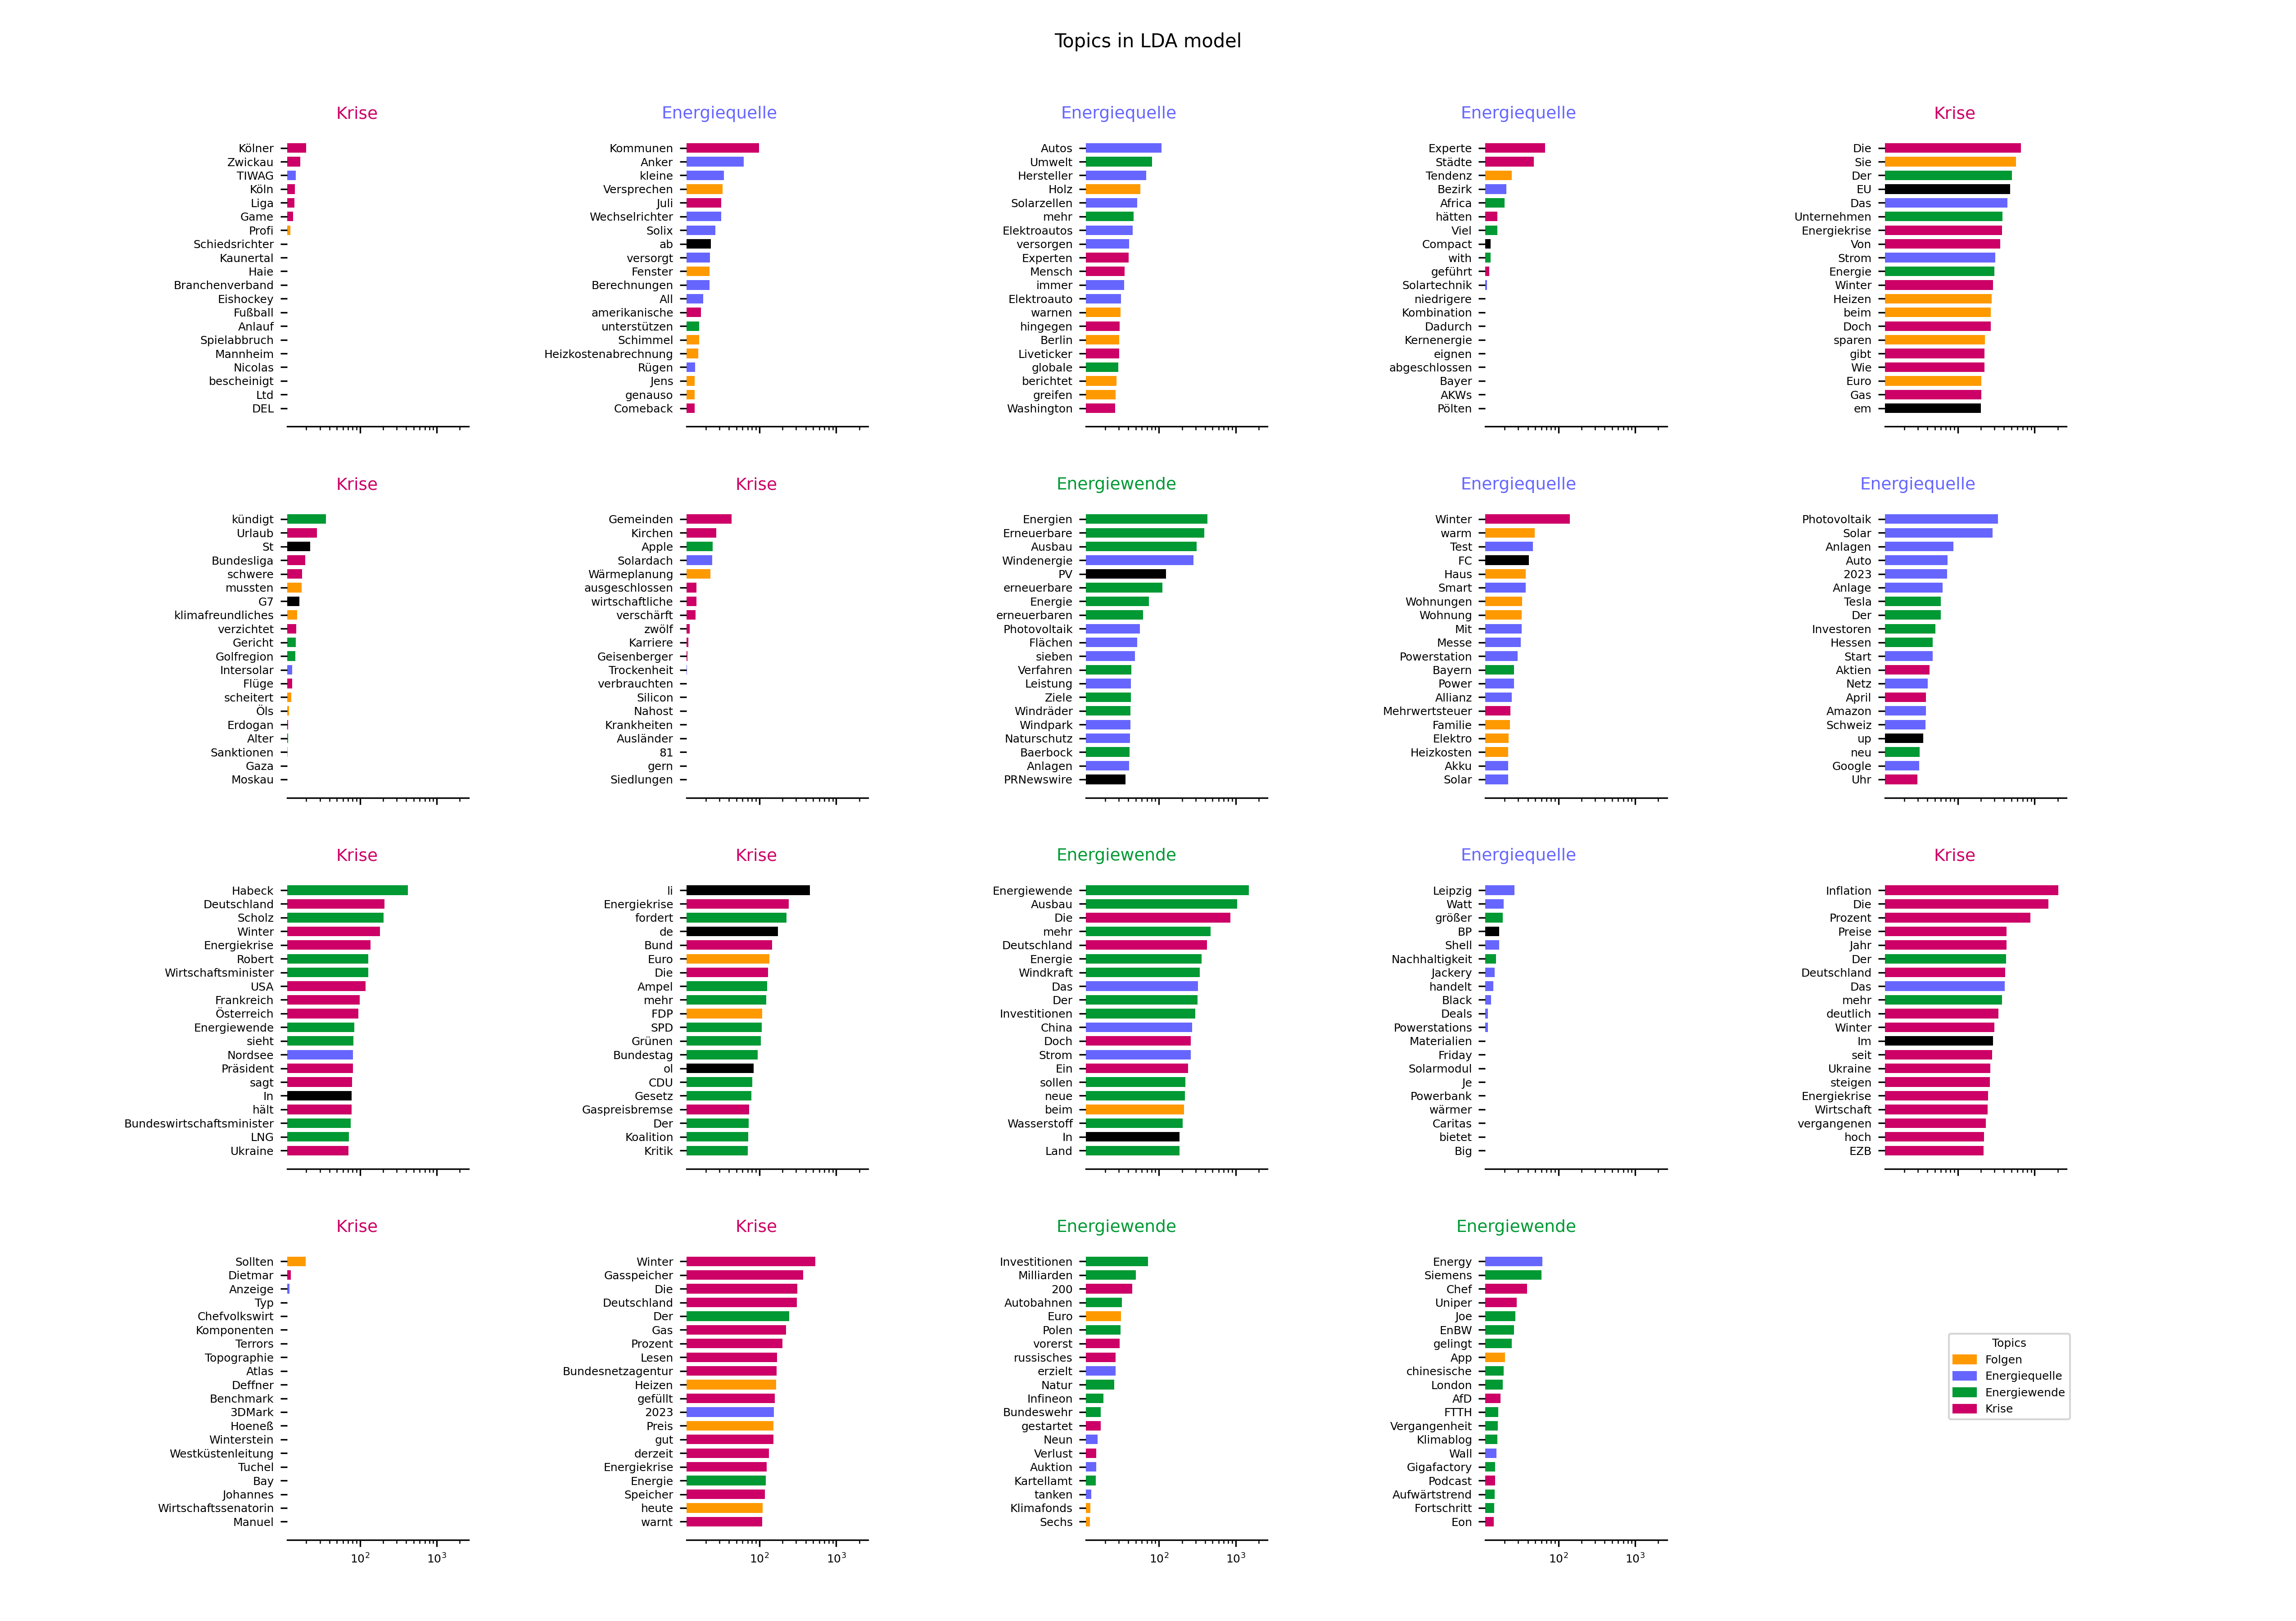 Topics in LDA model
Krise
Kölner
Zwickau
TIWAG
Köln
Liga
Game
Profi
Schiedsrichter
Kaunertal
Haie
Branchenverband
Eishockey
Fußball
Anlauf
Spielabbruch
Mannheim
Nicolas
bescheinigt
Ltd
DEL
Energiequelle
Kommunen
Anker
kleine
Versprechen
Juli
Wechselrichter
Solix
ab
versorgt
Fenster
Berechnungen
All
amerikanische
unterstützen
Schimmel
Heizkostenabrechnung
Rügen
Jens
genauso
Comeback
Energiequelle
Autos
Umwelt
Hersteller
Holz
Solarzellen
mehr
Elektroautos
versorgen
Experten
Mensch
immer
Elektroauto
warnen
hingegen
Berlin
Liveticker
globale
berichtet
greifen
Washington
Energiequelle
Experte
Städte
Tendenz
Bezirk
Africa
hätten
Viel
Compact
with
geführt
Solartechnik
niedrigere
Kombination
Dadurch
Kernenergie
eignen
abgeschlossen
Bayer
AKWs
Pölten
Krise
Die
Sie
Der
EU
Das
Unternehmen
Energiekrise
Von
Strom
Energie
Winter
Heizen
beim
Doch
sparen
gibt
Wie
Euro
Gas
em
Krise
kündigt
Urlaub
St
Bundesliga
schwere
mussten
G7
klimafreundliches
verzichtet
Gericht
Golfregion
Intersolar
Flüge
scheitert
Öls
Erdogan
Alter
Sanktionen
Gaza
Moskau
Krise
Gemeinden
Kirchen
Apple
Solardach
Wärmeplanung
ausgeschlossen
wirtschaftliche
verschärft
zwölf
Karriere
Geisenberger
Trockenheit
verbrauchten
Silicon
Nahost
Krankheiten
Ausländer
81
gern
Siedlungen
Energiewende
Energien
Erneuerbare
Ausbau
Windenergie
PV
erneuerbare
Energie
erneuerbaren
Photovoltaik
Flächen
sieben
Verfahren
Leistung
Ziele
Windräder
Windpark
Naturschutz
Baerbock
Anlagen
PRNewswire
Energiequelle
Winter
warm
Test
FC
Haus
Smart
Wohnungen
Wohnung
Mit
Messe
Powerstation
Bayern
Power
Allianz
Mehrwertsteuer
Familie
Elektro
Heizkosten
Akku
Solar
Energiequelle
Photovoltaik
Solar
Anlagen
Auto
2023
Anlage
Tesla
Der
Investoren
Hessen
Start
Aktien
Netz
April
Amazon
Schweiz
up
neu
Google
Uhr
Krise
Habeck
Deutschland
Scholz
Winter
Energiekrise
Robert
Wirtschaftsminister
USA
Frankreich
Österreich
Energiewende
sieht
Nordsee
Präsident
sagt
In
hält
Bundeswirtschaftsminister
LNG
Ukraine
Krise
li
Energiekrise
fordert
de
Bund
Euro
Die
Ampel
mehr
FDP
SPD
Grünen
Bundestag
ol
CDU
Gesetz
Gaspreisbremse
Der
Koalition
Kritik
Energiewende
Energiewende
Ausbau
Die
mehr
Deutschland
Energie
Windkraft
Das
Der
Investitionen
China
Doch
Strom
Ein
sollen
neue
beim
Wasserstoff
In
Land
Energiequelle
Leipzig
Watt
größer
BP
Shell
Nachhaltigkeit
Jackery
handelt
Black
Deals
Powerstations
Materialien
Friday
Solarmodul
Je
Powerbank
wärmer
Caritas
bietet
Big
Krise
Inflation
Die
Prozent
Preise
Jahr
Der
Deutschland
Das
mehr
deutlich
Winter
Im
seit
Ukraine
steigen
Energiekrise
Wirtschaft
vergangenen
hoch
EZB
Krise
Sollten
Dietmar
Anzeige
Typ
Chefvolkswirt
Komponenten
Terrors
Topographie
Atlas
Deffner
Benchmark
3DMark
Hoeneß
Winterstein
Westküstenleitung
Tuchel
Bay
Johannes
Wirtschaftssenatorin
Manuel
10² 10³
Krise
Winter
Gasspeicher
Die
Deutschland
Der
Gas
Prozent
Lesen
Bundesnetzagentur
Heizen
gefüllt
2023
Preis
gut
derzeit
Energiekrise
Energie
Speicher
heute
warnt
10² 10³
Energiewende
Investitionen
Milliarden
200
Autobahnen
Euro
Polen
vorerst
russisches
erzielt
Natur
Infineon
Bundeswehr
gestartet
Neun
Verlust
Auktion
Kartellamt
tanken
Klimafonds
Sechs
10² 10³
Energiewende
Energy
Siemens
Chef
Uniper
Joe
EnBW
gelingt
App
chinesische
London
AfD
FTTH
Vergangenheit
Klimablog
Wall
Gigafactory
Podcast
Aufwärtstrend
Fortschritt
Eon
10² 10³
Topics
Folgen
Energiequelle
Energiewende
Krise